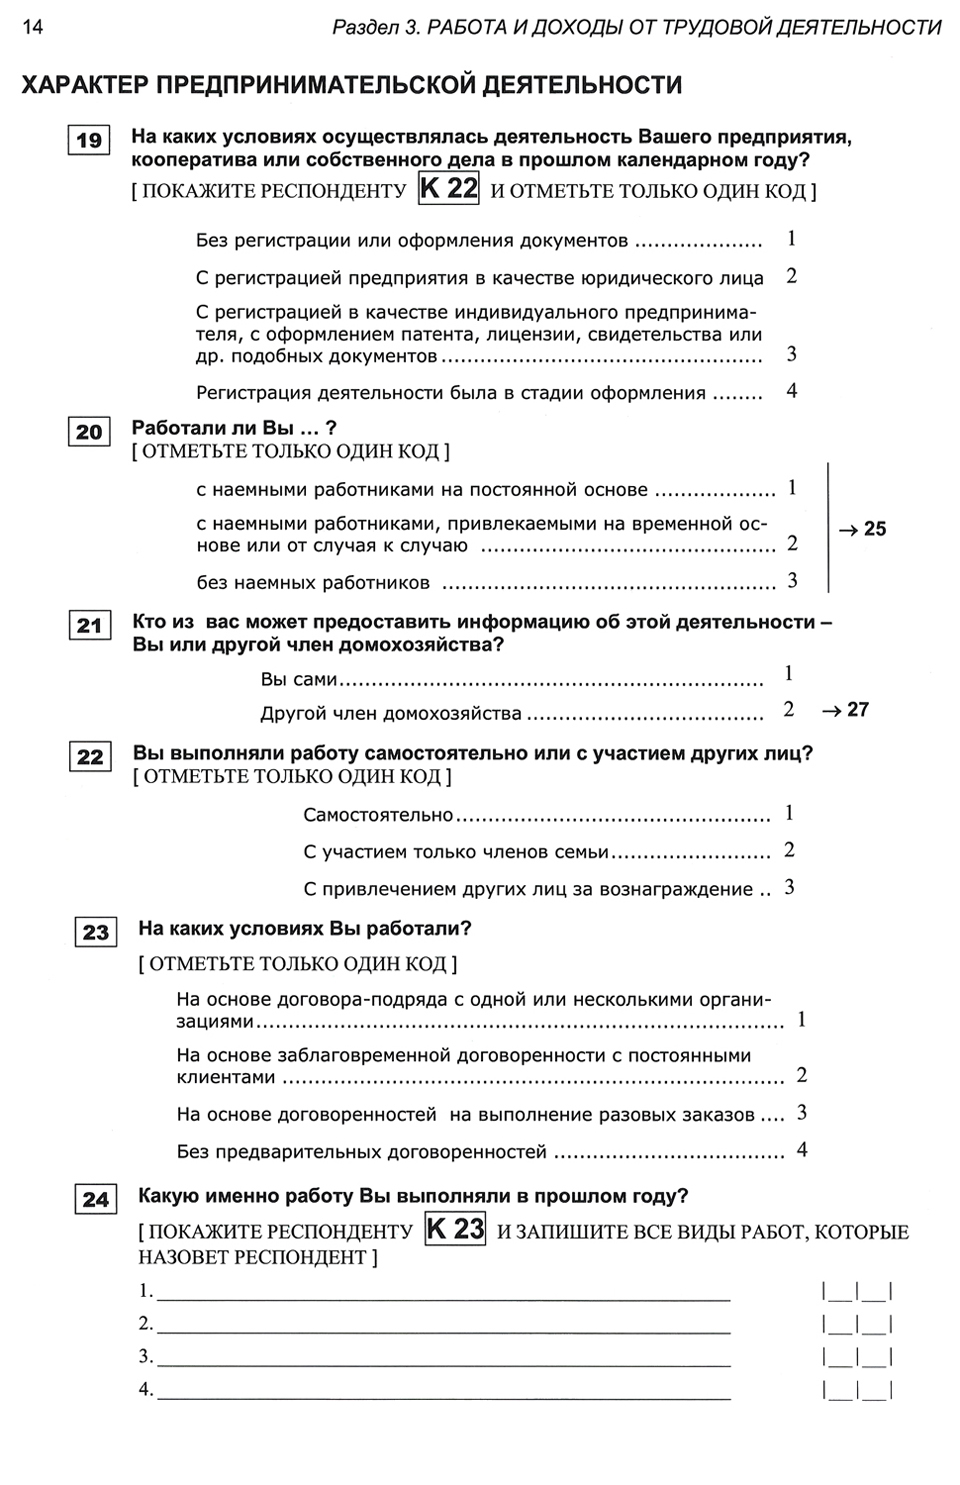 14 Раздел 3. РАБОТА И ДОХОДЫ ОТ ТРУДОВОЙ ДЕЯТЕЛЬНОСТИ
ХАРАКТЕР ПРЕДПРИНИМАТЕЛЬСКОЙ ДЕЯТЕЛЬНОСТИ
19 На каких условиях осуществлялась деятельность Вашего предприятия,
кооператива или собственного дела в прошлом календарном году?
[ ПОКАЖИТЕ РЕСПОНДЕНТУ К 22 И ОТМЕТЬТЕ ТОЛЬКО ОДИН КОД ]
Без регистрации или оформления документов .................... 1
С регистрацией предприятия в качестве юридического лица 2
С регистрацией в качестве индивидуального предпринима-
теля, с оформлением патента, лицензии, свидетельства или
др. подобных документов.................................................. 3
Регистрация деятельности была в стадии оформления ........ 4
20 Работали ли Вы ... ?
[ ОТМЕТЬТЕ ТОЛЬКО ОДИН КОД ]
с наемными работниками на постоянной основе ................... 1
с наемными работниками, привлекаемыми на временной ос-
нове или от случая к случаю .............................................. 2
→ 25
без наемных работников .................................................... 3
21 Кто из вас может предоставить информацию об этой деятельности –
Вы или другой член домохозяйства?
Вы сами.................................................................. 1
Другой член домохозяйства ..................................... 2 → 27
22 Вы выполняли работу самостоятельно или с участием других лиц?
[ ОТМЕТЬТЕ ТОЛЬКО ОДИН КОД ]
Самостоятельно................................................. 1
С участием только членов семьи......................... 2
С привлечением других лиц за вознаграждение .. 3
23 На каких условиях Вы работали?
[ ОТМЕТЬТЕ ТОЛЬКО ОДИН КОД ]
На основе договора-подряда с одной или несколькими органи-
зациями.................................................................................. 1
На основе заблаговременной договоренности с постоянными
клиентами .............................................................................. 2
На основе договоренностей на выполнение разовых заказов .... 3
Без предварительных договоренностей .................................... 4
24 Какую именно работу Вы выполняли в прошлом году?
[ ПОКАЖИТЕ РЕСПОНДЕНТУ К 23 И ЗАПИШИТЕ ВСЕ ВИДЫ РАБОТ, КОТОРЫЕ
НАЗОВЕТ РЕСПОНДЕНТ ]
1. ______________________________ |__|__|
2. ______________________________ |__|__|
3. ______________________________ |__|__|
4. ______________________________ |__|__|